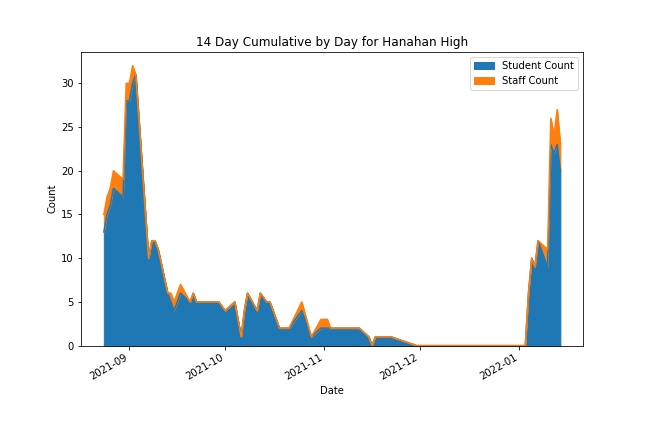 14 Day Cumulative by Day for Hanahan High
Student Count
Staff Count
30
25
20
15
10
5
0
Count
2021-09
2021-10
2021-11
2021-12
2022-01
Date